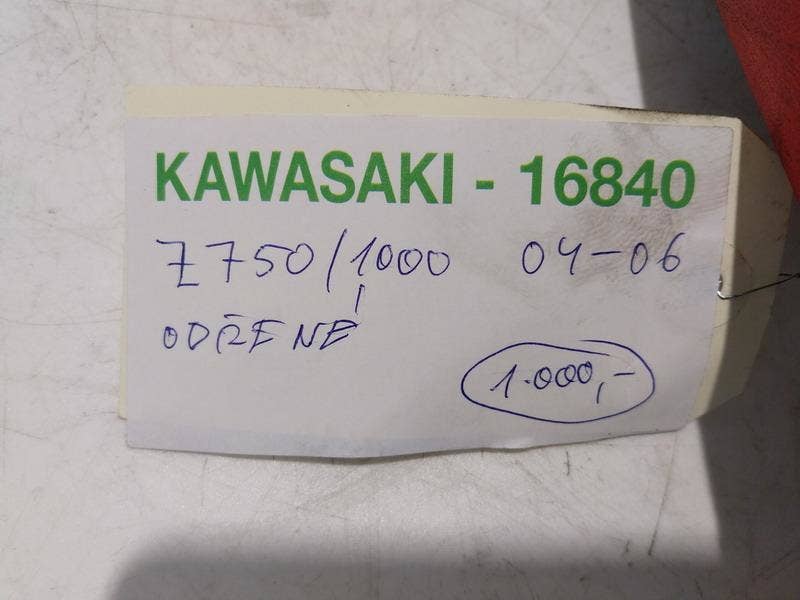 KAWASAKI - 16840
Z750/1000 04-06
ODŘENÉ
1.000,-